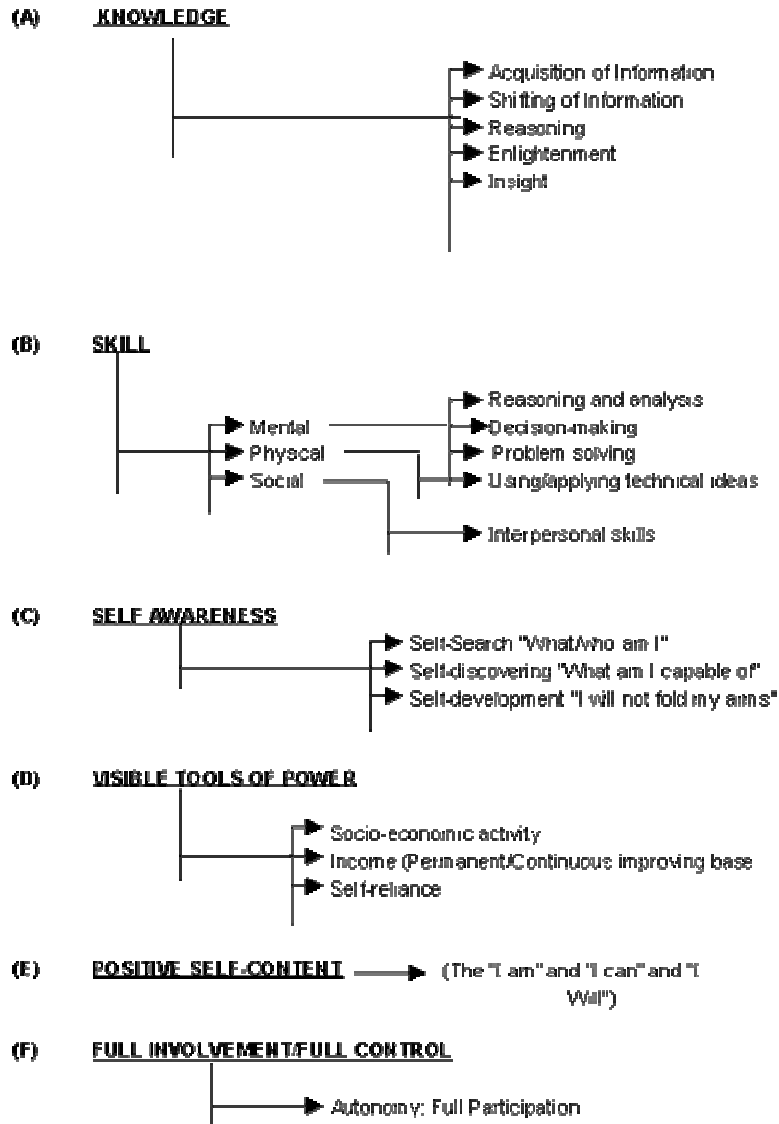 (A) KNOWLEDGE
Acquisition of Information
Shifting of Information
Reasoning
Enlightenment
Insight
(B) SKILL
Reasoning and analysis
Mental
Decision-making
Physcal
Problem solving
Social
Using/applying technical ideas
Interpersonal skills
(C) SELF AWARENESS
Self-Search "What/who am I"
Self-discovering "What am I capable of"
Self-development "I will not fold my arms"
(D) VISIBLE TOOLS OF POWER
Socio-economic activity
Income (Permanent/Continuous improving base
Self-reliance
(E) POSITIVE SELF-CONTENT (The "I am" and "I can" and "I
Will")
(F) FULL INVOLVEMENT/FULL CONTROL
Autonomy: Full Participation